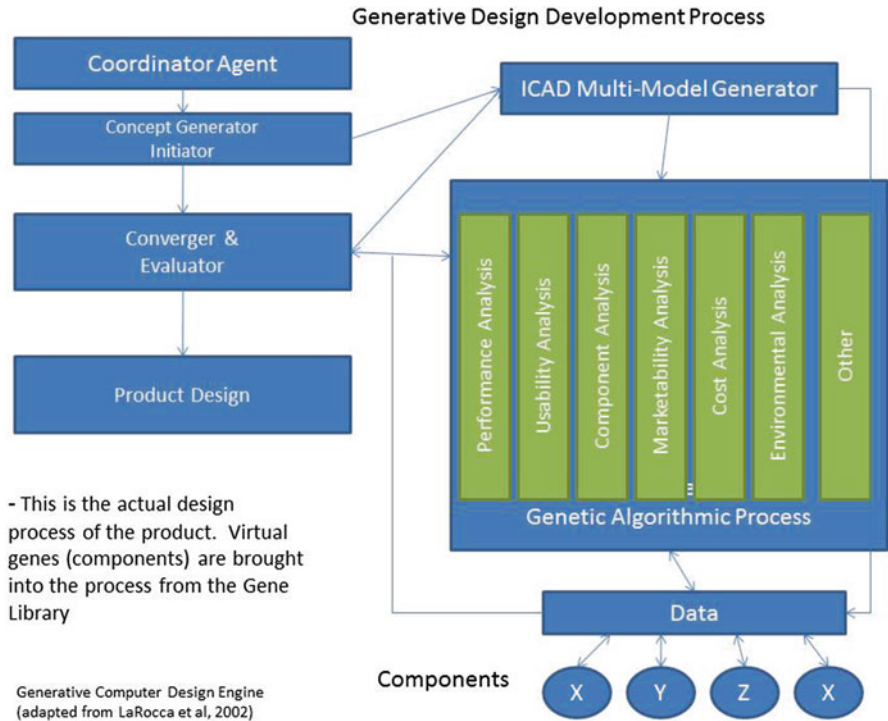 Generative Design Development Process
Coordinator Agent
Concept Generator
Initiator
Converger &
Evaluator
Product Design
ICAD Multi-Model Generator
Performance Analysis
Usability Analysis
Component Analysis
Marketability Analysis
Cost Analysis
Environmental Analysis
Other
Genetic Algorithmic Process
Data
Components
X
Y
Z
X
- This is the actual design
process of the product. Virtual
genes (components) are brought
into the process from the Gene
Library
Generative Computer Design Engine
(adapted from LaRocca et al, 2002)